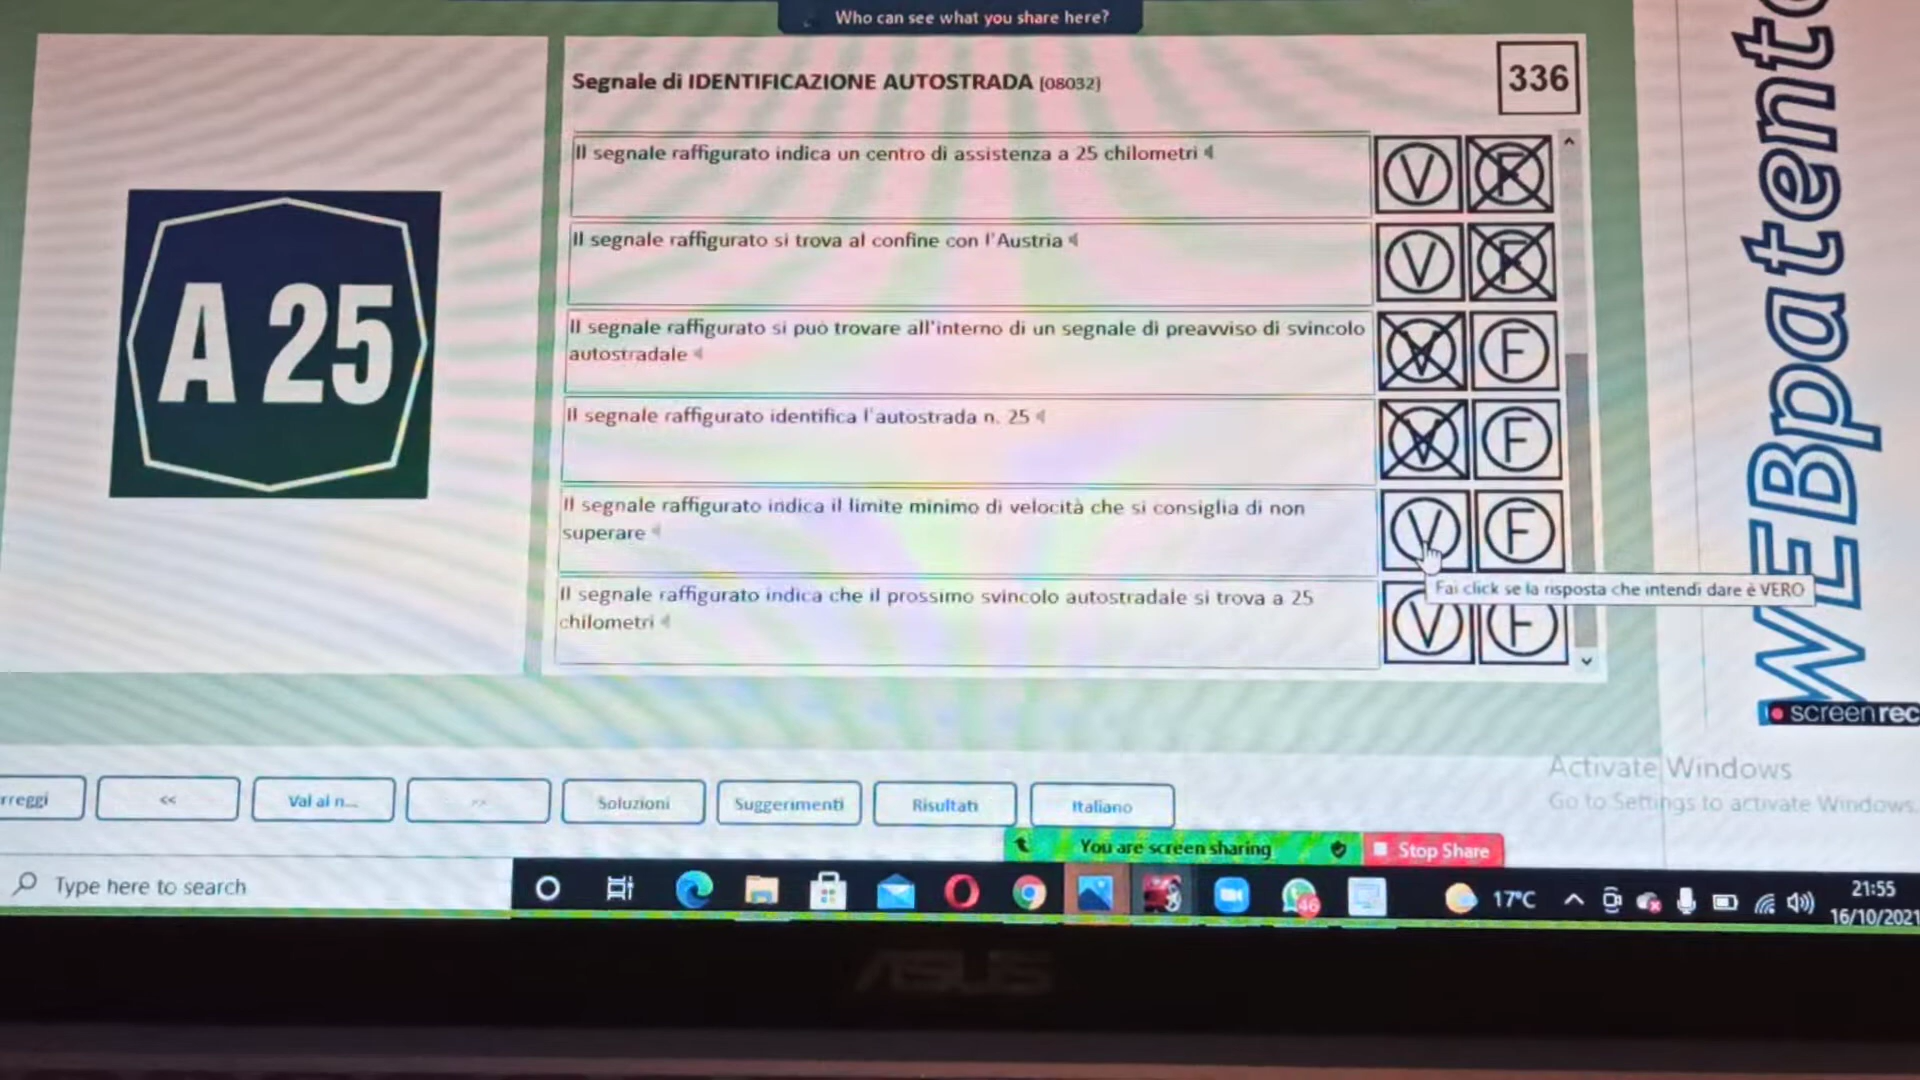 Who can see what you share here?
Segnale di IDENTIFICAZIONE AUTOSTRADA [08032]
336
A 25
Il segnale raffigurato indica un centro di assistenza a 25 chilometri
V F
Il segnale raffigurato si trova al confine con l'Austria
V F
Il segnale raffigurato si può trovare all'interno di un segnale di preavviso di svincolo
autostradale
V F
Il segnale raffigurato identifica l'autostrada n. 25
V F
Il segnale raffigurato indica il limite minimo di velocità che si consiglia di non
superare
V F
Fai click se la risposta che intendi dare è VERO
Il segnale raffigurato indica che il prossimo svincolo autostradale si trova a 25
chilometri
V F
WEBpatente
screenrec
Activate Windows
Go to Settings to activate Windows.
rreggi
<<
Vai al n...
>>
Soluzioni
Suggerimenti
Risultati
Italiano
You are screen sharing
Stop Share
Type here to search
46
17°C
21:55
16/10/2021
ASUS